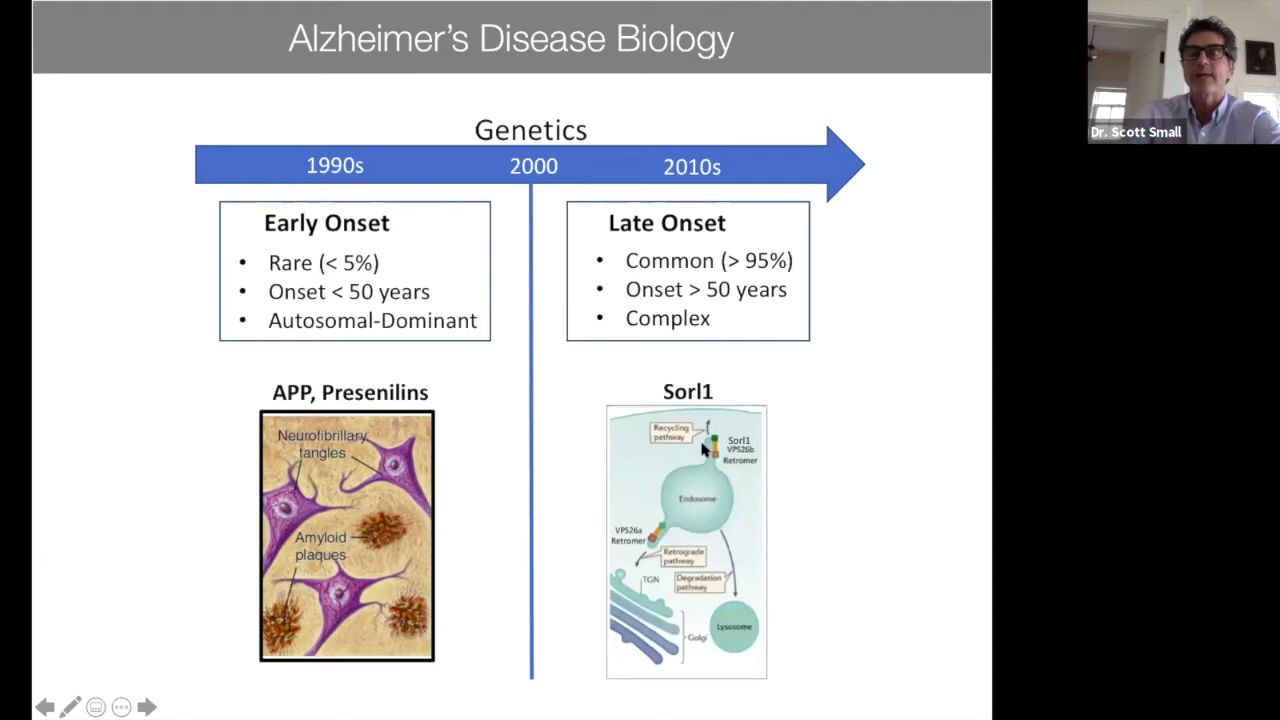 Alzheimer's Disease Biology
Dr. Scott Small
Genetics
1990s
2000
2010s
Early Onset
• Rare (< 5%)
• Onset < 50 years
• Autosomal-Dominant
Late Onset
• Common (> 95%)
• Onset > 50 years
• Complex
APP, Presenilins
Neurofibrillary
tangles
Amyloid
plaques
Sorl1
Recycling
pathway
Sorl1
VPS26b
Retromer
Endosome
VPS26a
Retromer
Retrograde
pathway
TGN
Degradation
pathway
Lysosome
Golgi